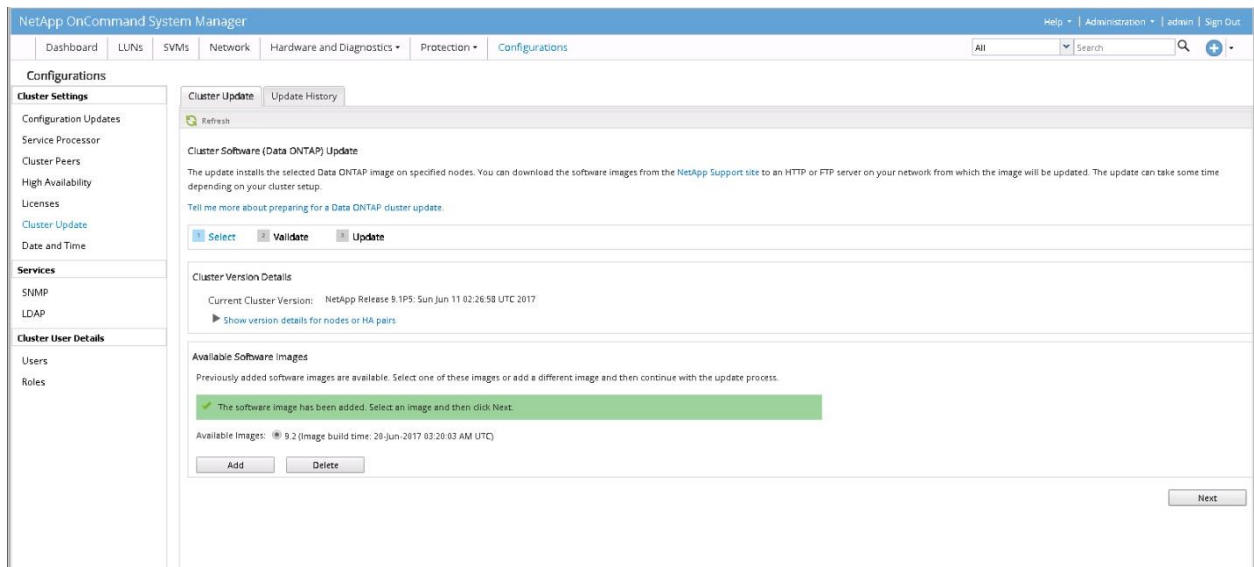 NetApp OnCommand System Manager
Help | Administration | admin | Sign Out
Dashboard LUNs SVMs Network Hardware and Diagnostics Protection Configurations
All Search
Configurations
Cluster Settings
Configuration Updates
Service Processor
Cluster Peers
High Availability
Licenses
Cluster Update
Date and Time
Services
SNMP
LDAP
Cluster User Details
Users
Roles
Cluster Update Update History
Refresh
Cluster Software (Data ONTAP) Update
The update installs the selected Data ONTAP image on specified nodes. You can download the software images from the NetApp Support site to an HTTP or FTP server on your network from which the image will be updated. The update can take some time
depending on your cluster setup.
Tell me more about preparing for a Data ONTAP cluster update.
1 Select 2 Validate 3 Update
Cluster Version Details
Current Cluster Version: NetApp Release 9.1P5: Sun Jun 11 02:26:58 UTC 2017
Show version details for nodes or HA pairs
Available Software Images
Previously added software images are available. Select one of these images or add a different image and then continue with the update process.
The software image has been added. Select an image and then click Next.
Available Images: 9.2 (Image build time: 20-Jun-2017 03:20:03 AM UTC)
Add Delete
Next